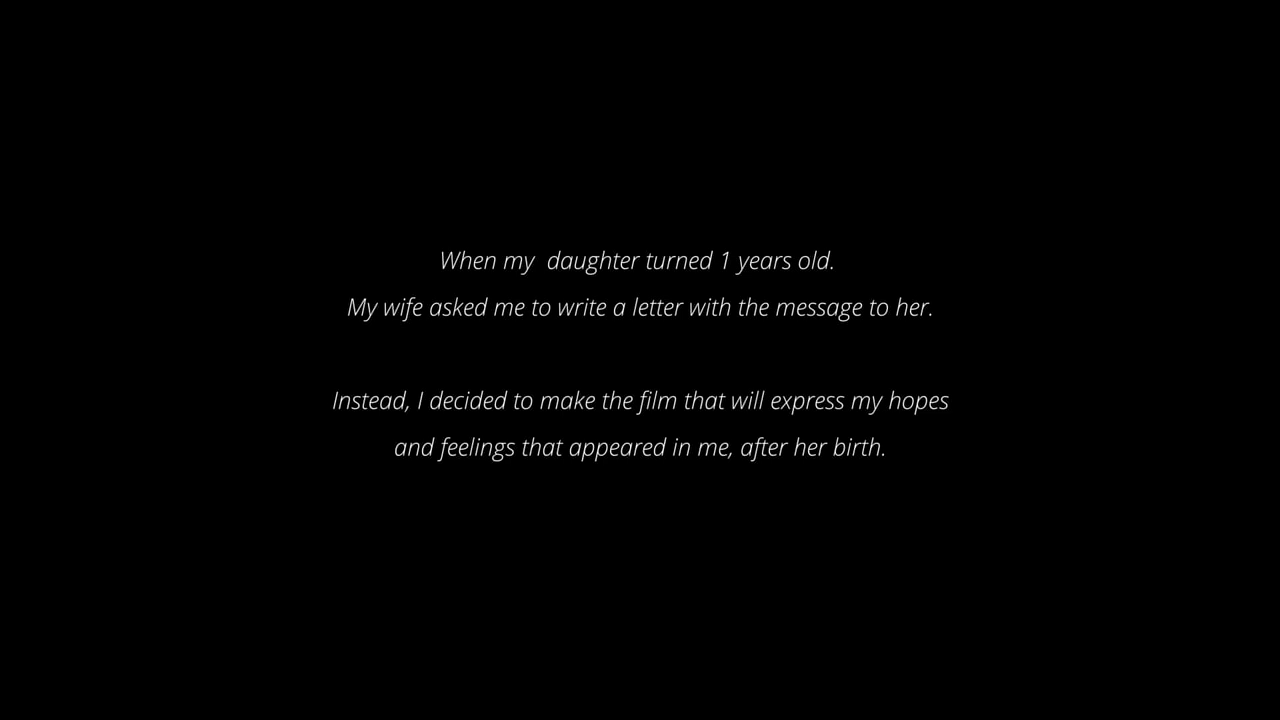 When my  daughter turned 1 years old.
My wife asked me to write a letter with the message to her.
Instead, I decided to make the film that will express my hopes
and feelings that appeared in me, after her birth.